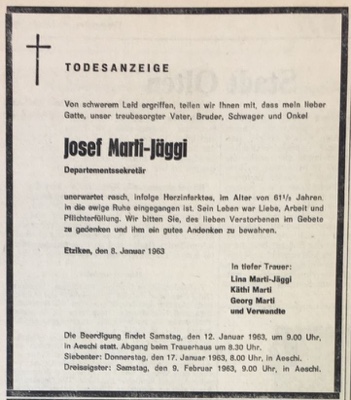 TODESANZEIGE
Von schwerem Leid ergriffen, teilen wir Ihnen mit, dass mein lieber
Gatte, unser treubesorgter Vater, Bruder, Schwager und Onkel
Josef Marti-Jäggi
Departementssekretär
unerwartet rasch, infolge Herzinfarktes, im Alter von 61½ Jahren,
in die ewige Ruhe eingegangen ist. Sein Leben war Liebe, Arbeit und
Pflichterfüllung. Wir bitten Sie, des lieben Verstorbenen im Gebete
zu gedenken und ihm ein gutes Andenken zu bewahren.
Etziken, den 8. Januar 1963
In tiefer Trauer:
Lina Marti-Jäggi
Käthi Marti
Georg Marti
und Verwandte
Die Beerdigung findet Samstag, den 12. Januar 1963, um 9.00 Uhr,
in Aeschi statt. Abgang beim Trauerhaus um 8.30 Uhr.
Siebenter: Donnerstag, den 17. Januar 1963, 8.00 Uhr, in Aeschi.
Dreissigster: Samstag, den 9. Februar 1963, 9.00 Uhr, in Aeschi.